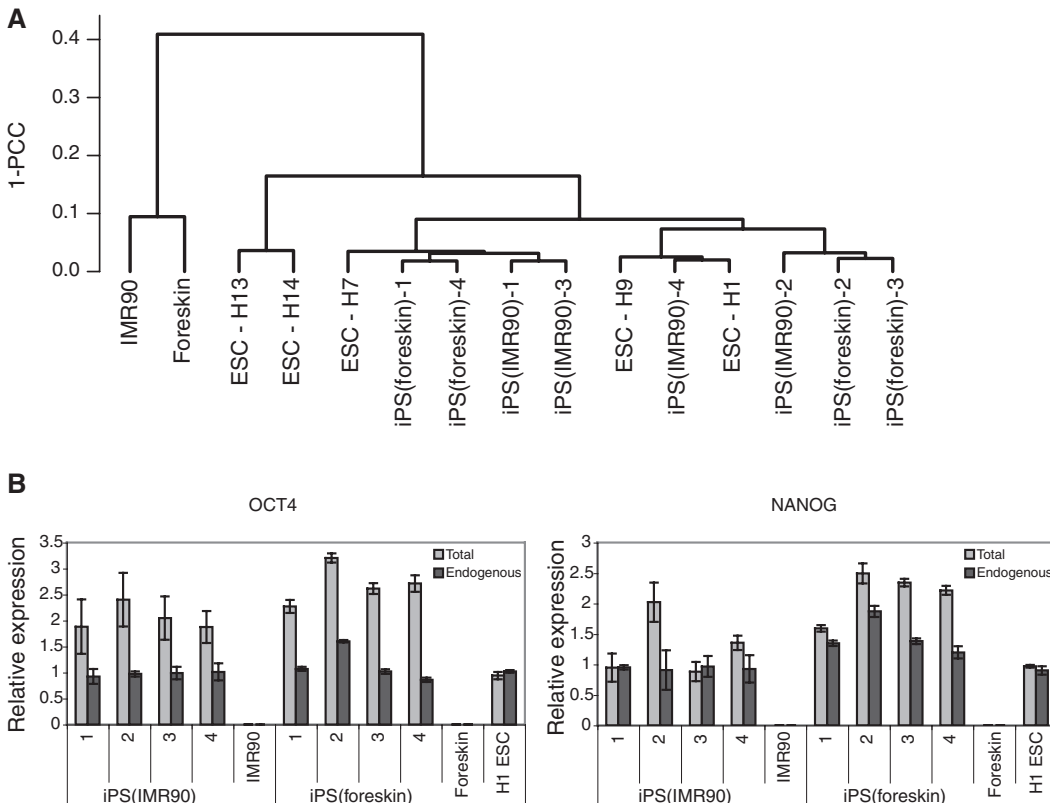 A
1-PCC
0.4
0.3
0.2
0.1
0.0
IMR90
Foreskin
ESC - H13
ESC - H14
ESC - H7
iPS(foreskin)-1
iPS(foreskin)-4
iPS(IMR90)-1
iPS(IMR90)-3
ESC - H9
iPS(IMR90)-4
ESC - H1
iPS(IMR90)-2
iPS(foreskin)-2
iPS(foreskin)-3
B
OCT4
Relative expression
3.5
3
2.5
2
1.5
1
0.5
0
Total
Endogenous
1
2
3
4
IMR90
1
2
3
4
Foreskin
H1 ESC
iPS(IMR90)
iPS(foreskin)
NANOG
Relative expression
3
2.5
2
1.5
1
0.5
0
Total
Endogenous
1
2
3
4
IMR90
1
2
3
4
Foreskin
H1 ESC
iPS(IMR90)
iPS(foreskin)